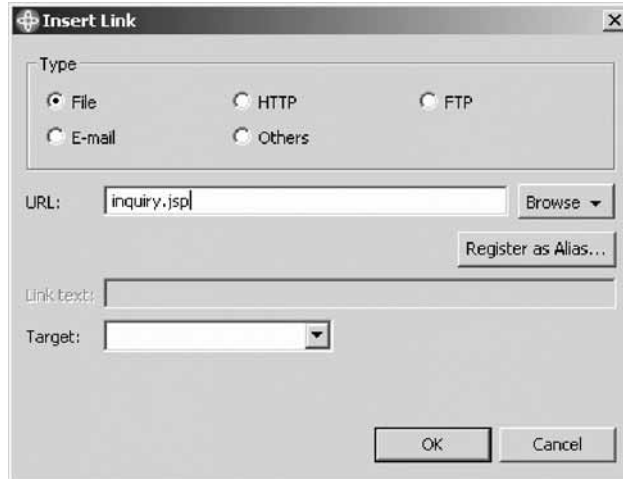 Insert Link
Type
File HTTP FTP
E-mail Others
URL: inquiry.jsp Browse
Register as Alias...
Link text:
Target:
OK Cancel